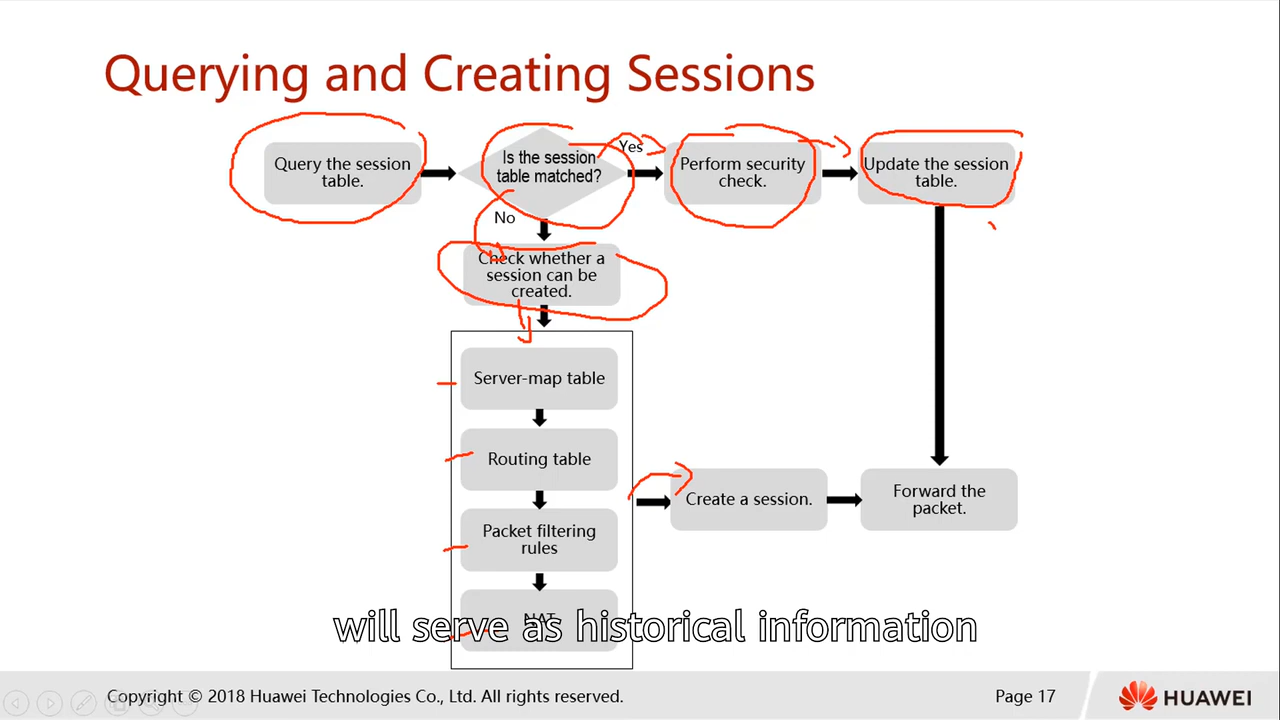 Querying and Creating Sessions
Query the session
table.
Is the session
table matched?
Yes
Perform security
check.
Update the session
table.
No
Check whether a
session can be
created.
Server-map table
Routing table
Packet filtering
rules
NAT
Create a session.
Forward the
packet.
will serve as historical information
Copyright © 2018 Huawei Technologies Co., Ltd. All rights reserved.
Page 17
HUAWEI